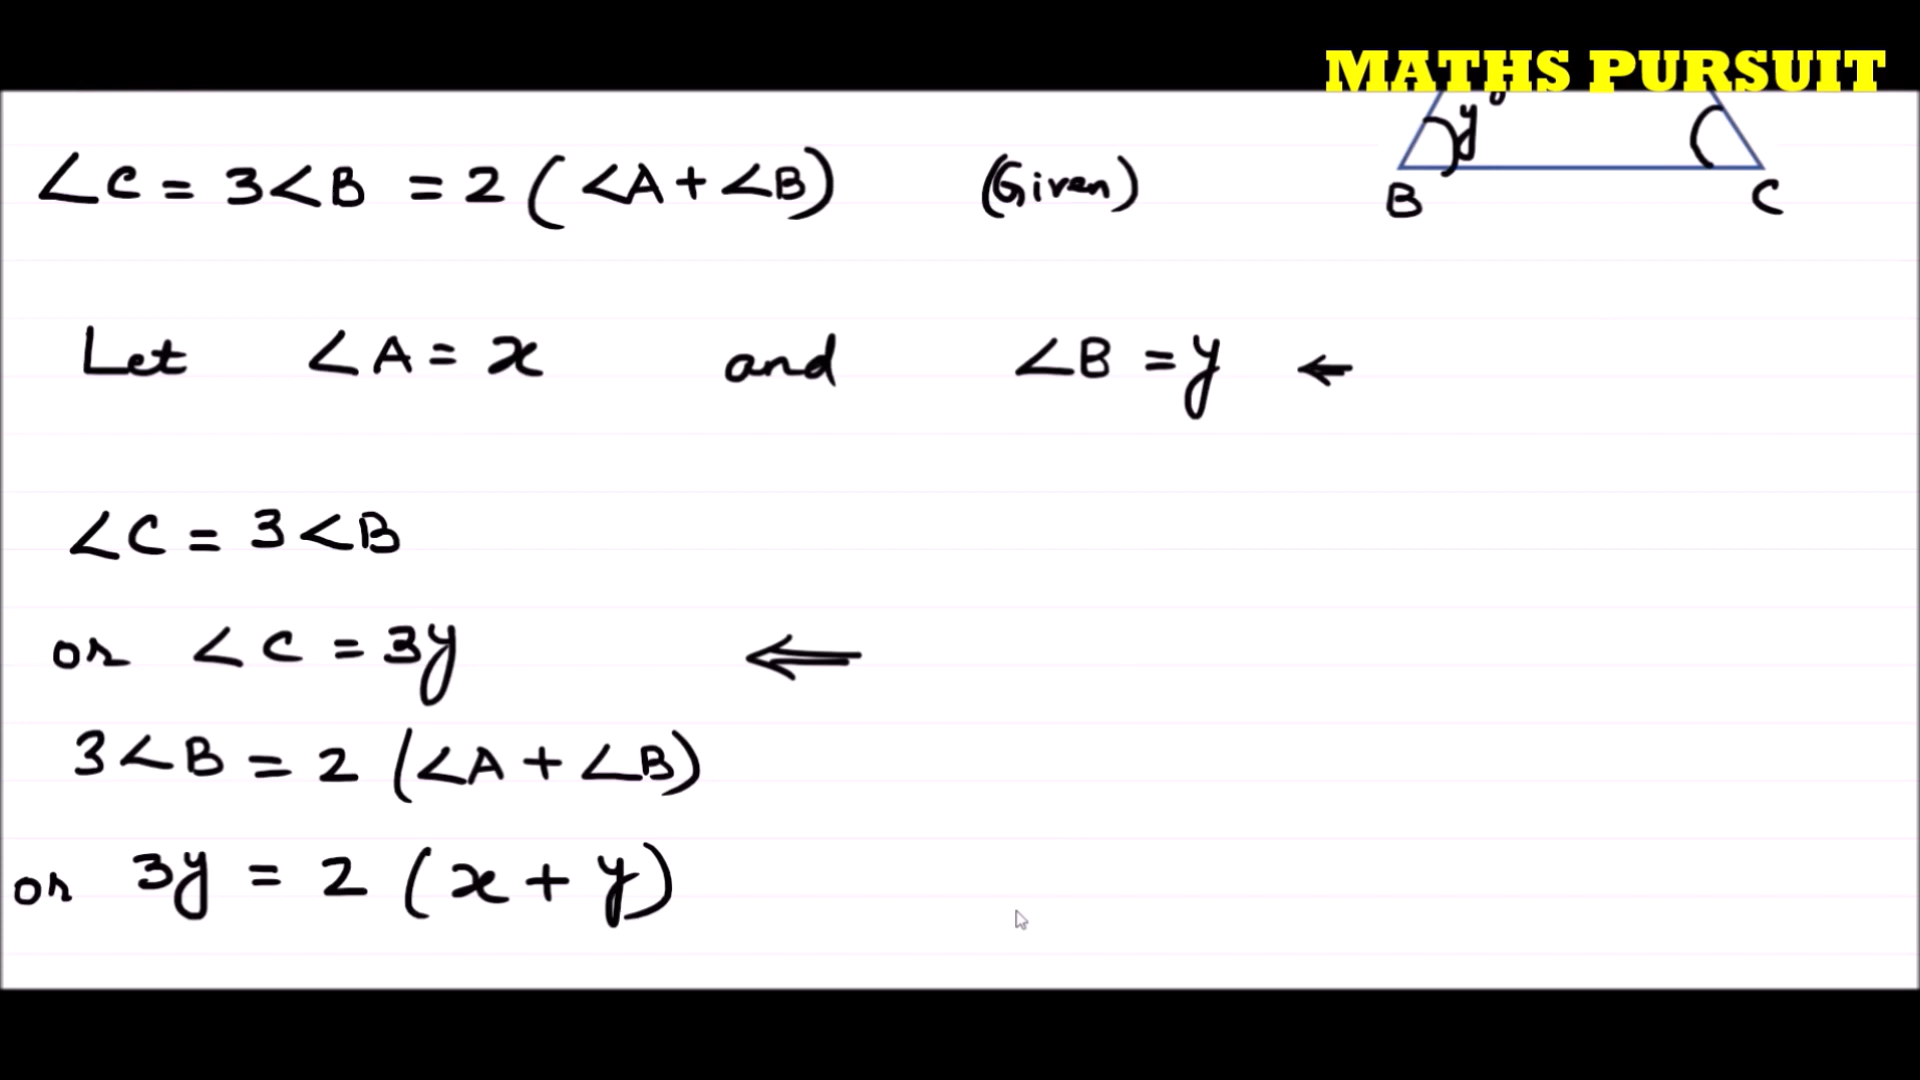 MATHS PURSUIT
y°
∠C = 3∠B = 2(∠A + ∠B) (Given)
B C
Let ∠A = x and ∠B = y ←
∠C = 3∠B
or ∠C = 3y ⇐
3∠B = 2(∠A + ∠B)
or 3y = 2(x + y)